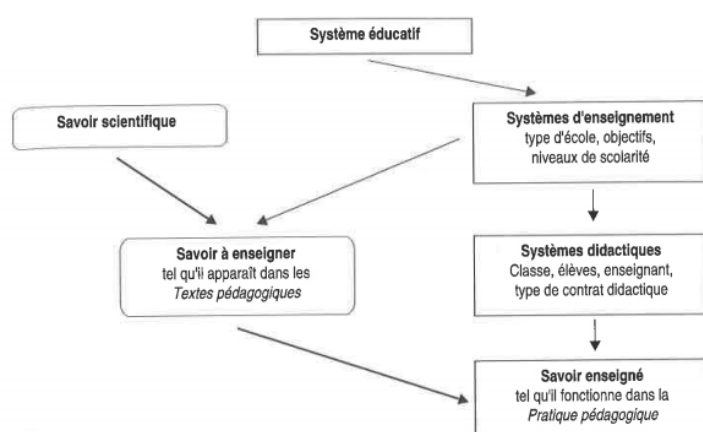 Système éducatif
Savoir scientifique
Systèmes d'enseignement
type d'école, objectifs,
niveaux de scolarité
Savoir à enseigner
tel qu'il apparaît dans les
Textes pédagogiques
Systèmes didactiques
Classe, élèves, enseignant,
type de contrat didactique
Savoir enseigné
tel qu'il fonctionne dans la
Pratique pédagogique